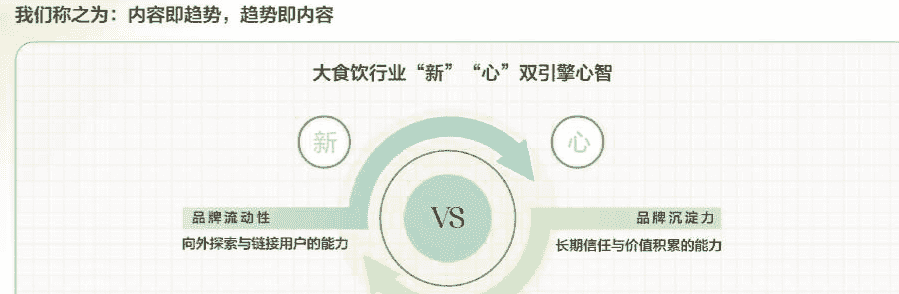 我们称之为：内容即趋势，趋势即内容
大食饮行业“新”“心”双引擎心智
新
心
VS
品牌流动性
品牌沉淀力
向外探索与链接用户的能力
长期信任与价值积累的能力